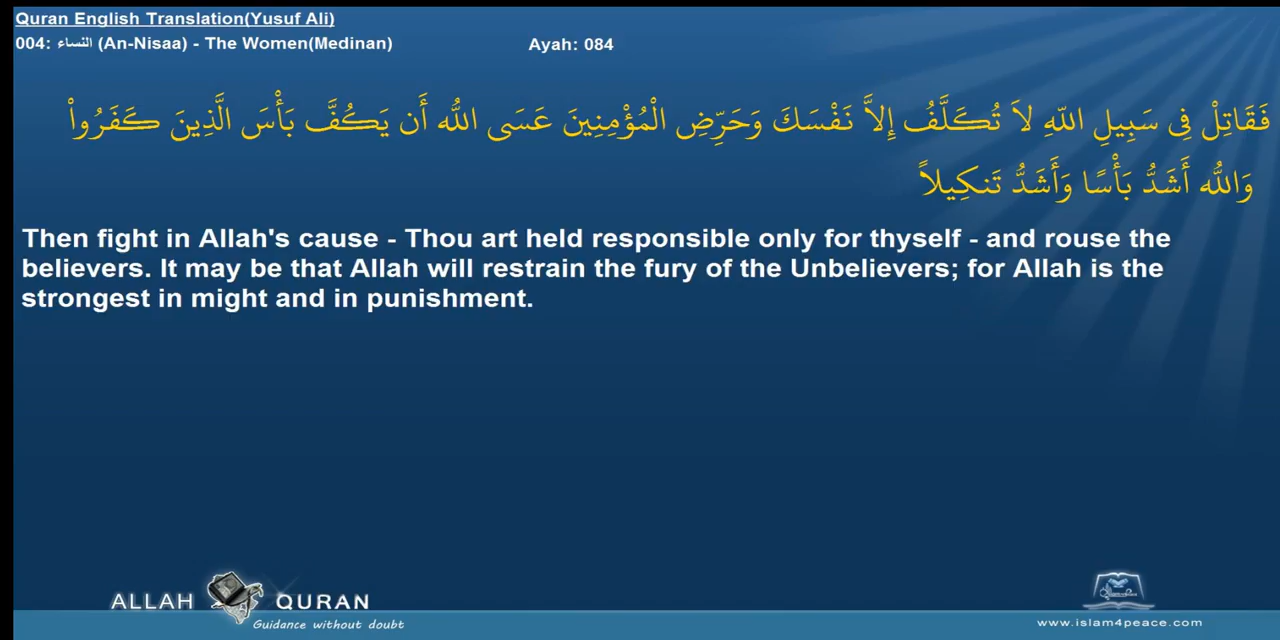 Quran English Translation(Yusuf Ali)
004: النساء (An-Nisaa) - The Women(Medinan) Ayah: 084
فَقَاتِلْ فِي سَبِيلِ اللّهِ لاَ تُكَلَّفُ إِلاَّ نَفْسَكَ وَحَرِّضِ الْمُؤْمِنِينَ عَسَى اللّهُ أَن يَكُفَّ بَأْسَ الَّذِينَ كَفَرُواْ
وَاللّهُ أَشَدُّ بَأْسًا وَأَشَدُّ تَنكِيلاً
Then fight in Allah's cause - Thou art held responsible only for thyself - and rouse the
believers. It may be that Allah will restrain the fury of the Unbelievers; for Allah is the
strongest in might and in punishment.
ALLAH QURAN
Guidance without doubt
www.islam4peace.com